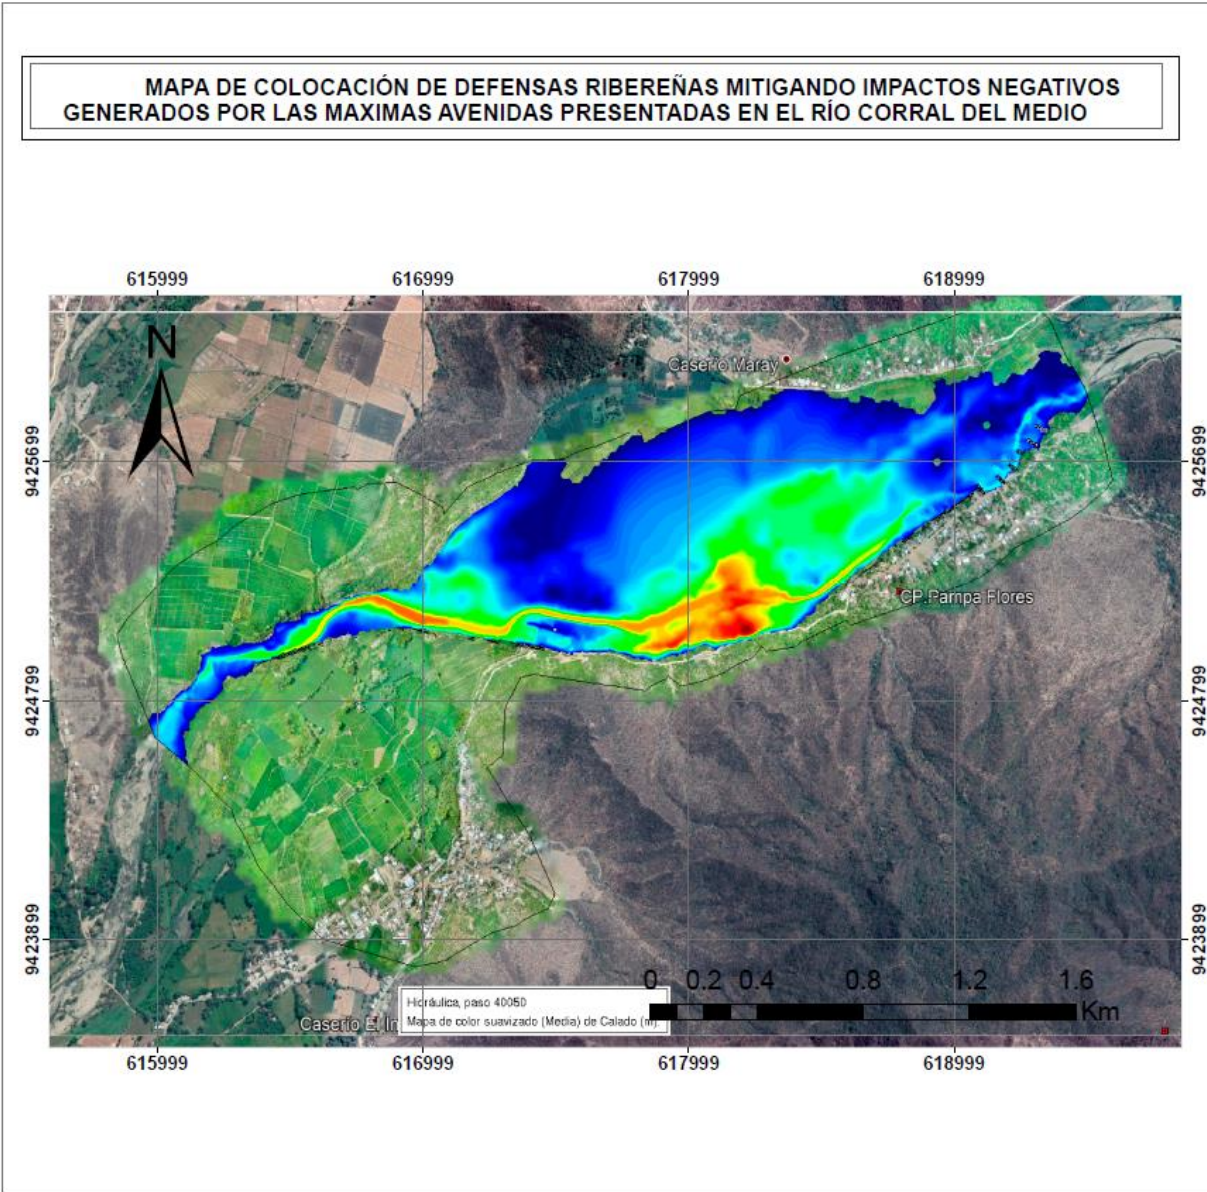 MAPA DE COLOCACIÓN DE DEFENSAS RIBEREÑAS MITIGANDO IMPACTOS NEGATIVOS
GENERADOS POR LAS MAXIMAS AVENIDAS PRESENTADAS EN EL RÍO CORRAL DEL MEDIO
615999 616999 617999 618999
N
Caserío Maray
9425699 9425699
CP.Pampa Flores
9424799 9424799
9423899 9423899
0 0.2 0.4 0.8 1.2 1.6
Km
Hidráulica, paso 40050
Mapa de color suavizado (Media) de Calado (m).
Caserío El
615999 616999 617999 618999